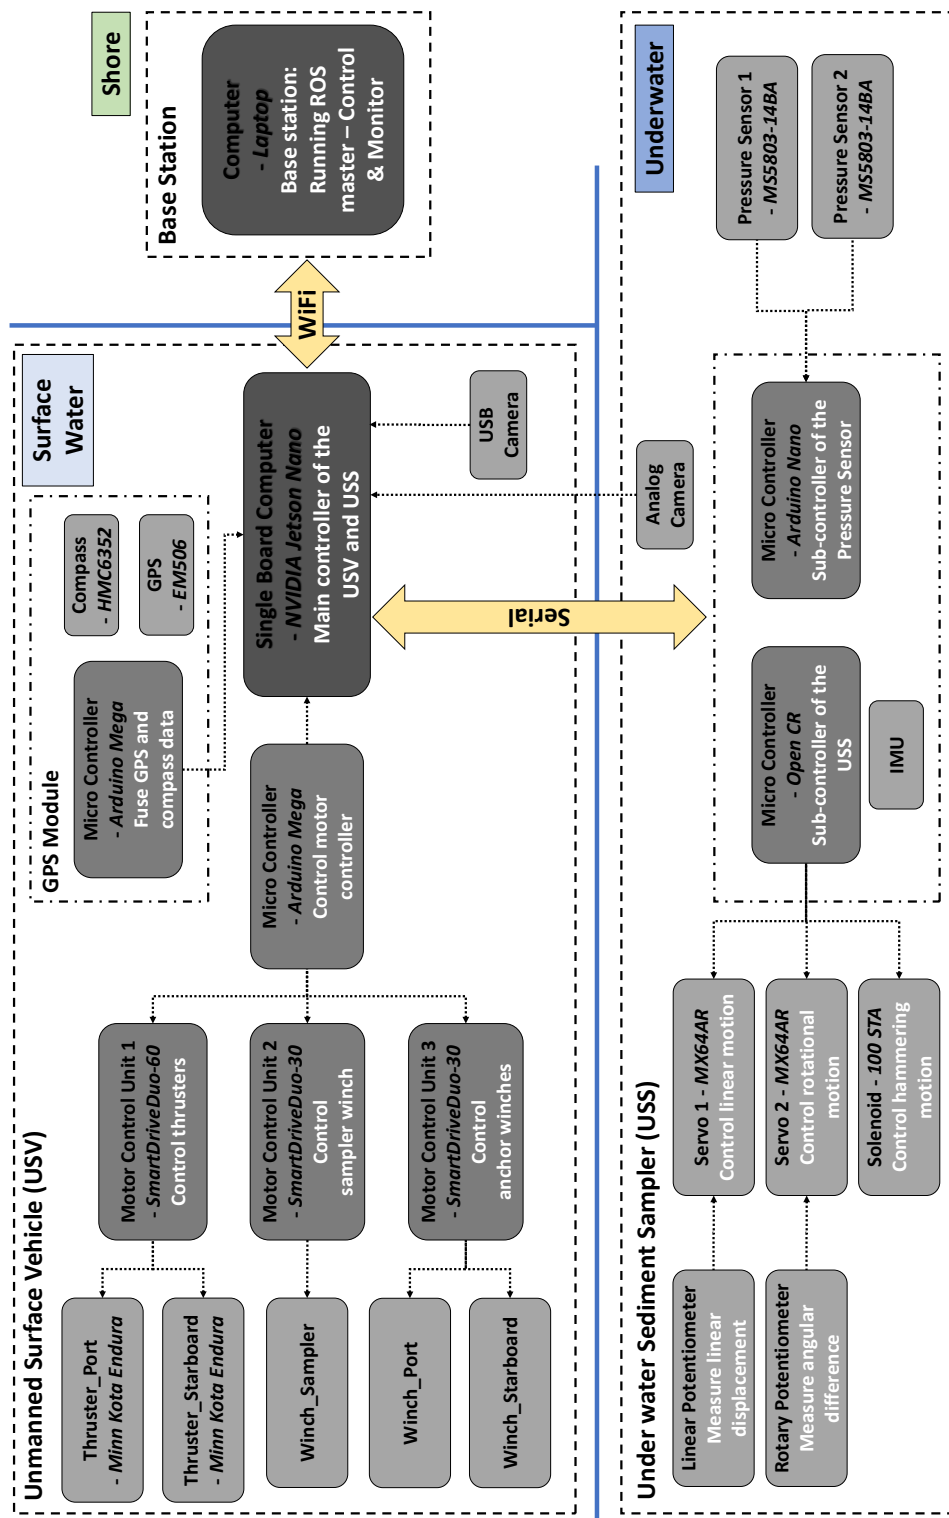 Unmanned Surface Vehicle (USV)
Surface
Water
Shore
Base Station
Computer
- Laptop
Base station:
Running ROS
master – Control
& Monitor
WiFi
GPS Module
Micro Controller
- Arduino Mega
Fuse GPS and
compass data
Compass
- HMC6352
GPS
- EM506
Thruster_Port
- Minn Kota Endura
Thruster_Starboard
- Minn Kota Endura
Winch_Sampler
Winch_Port
Winch_Starboard
Motor Control Unit 1
- SmartDriveDuo-60
Control thrusters
Motor Control Unit 2
- SmartDriveDuo-30
Control
sampler winch
Motor Control Unit 3
- SmartDriveDuo-30
Control
anchor winches
Micro Controller
- Arduino Mega
Control motor
controller
Single Board Computer
- NVIDIA Jetson Nano
Main controller of the
USV and USS
USB
Camera
Analog
Camera
Serial
Under water Sediment Sampler (USS)
Underwater
Linear Potentiometer
Measure linear
displacement
Rotary Potentiometer
Measure angular
difference
Servo 1 - MX64AR
Control linear motion
Servo 2 - MX64AR
Control rotational
motion
Solenoid - 100 STA
Control hammering
motion
Micro Controller
- Open CR
Sub-controller of the
USS
IMU
Micro Controller
- Arduino Nano
Sub-controller of the
Pressure Sensor
Pressure Sensor 1
- MS5803-14BA
Pressure Sensor 2
- MS5803-14BA